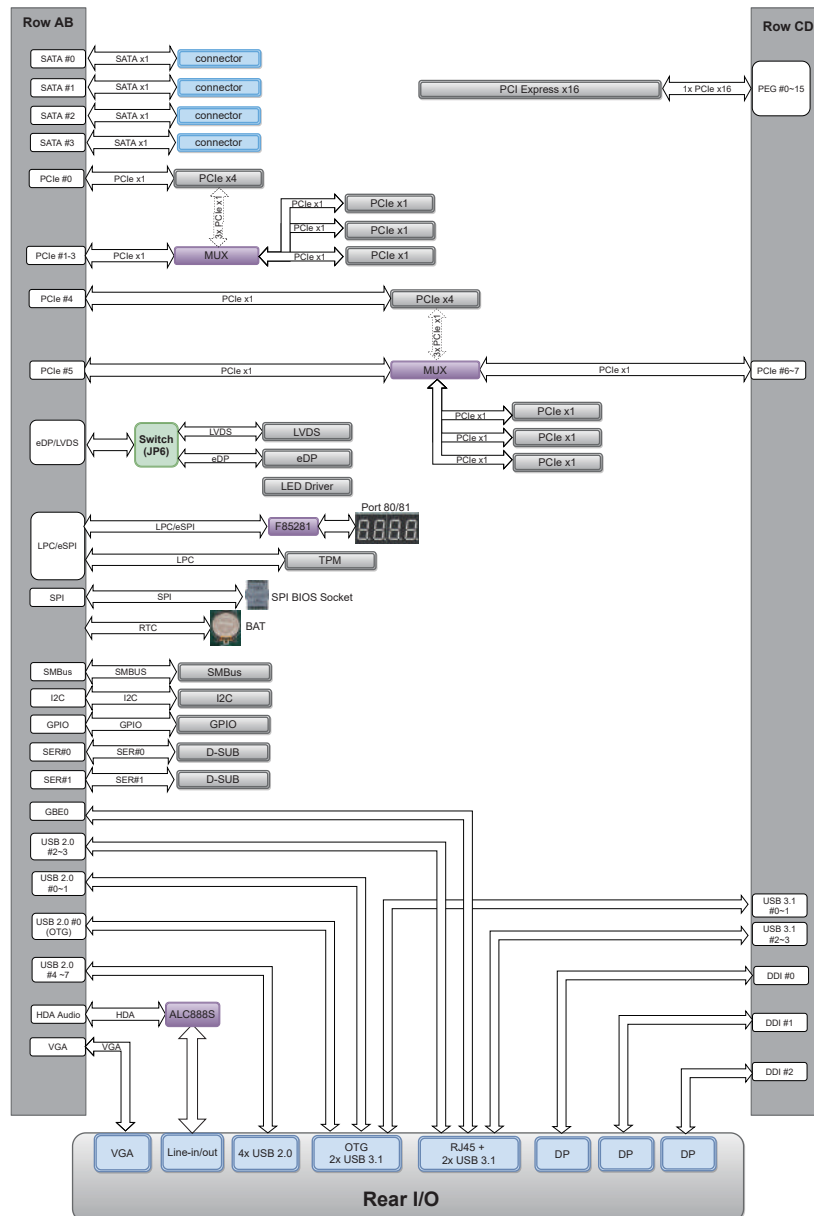 Row AB
Row CD
SATA #0
SATA x1
connector
SATA #1
SATA x1
connector
PCI Express x16
1x PCIe x16
PEG #0~15
SATA #2
SATA x1
connector
SATA #3
SATA x1
connector
PCIe #0
PCIe x1
PCIe x4
3x PCIe x1
PCIe x1
PCIe x1
PCIe x1
PCIe x1
PCIe #1-3
PCIe x1
MUX
PCIe x1
PCIe x1
PCIe #4
PCIe x1
PCIe x4
3x PCIe x1
PCIe #5
PCIe x1
MUX
PCIe x1
PCIe #6~7
PCIe x1
PCIe x1
PCIe x1
PCIe x1
PCIe x1
PCIe x1
eDP/LVDS
Switch
(JP6)
LVDS
LVDS
eDP
eDP
LED Driver
Port 80/81
LPC/eSPI
LPC/eSPI
F85281
8.8.8.8
LPC
TPM
SPI
SPI
SPI BIOS Socket
RTC
BAT
SMBus
SMBUS
SMBus
I2C
I2C
I2C
GPIO
GPIO
GPIO
SER#0
SER#0
D-SUB
SER#1
SER#1
D-SUB
GBE0
USB 2.0
#2~3
USB 2.0
#0~1
USB 3.1
#0~1
USB 2.0 #0
(OTG)
USB 3.1
#2~3
USB 2.0
#4 ~7
DDI #0
HDA Audio
HDA
ALC888S
DDI #1
VGA
VGA
DDI #2
VGA
Line-in/out
4x USB 2.0
OTG
2x USB 3.1
RJ45 +
2x USB 3.1
DP
DP
DP
Rear I/O